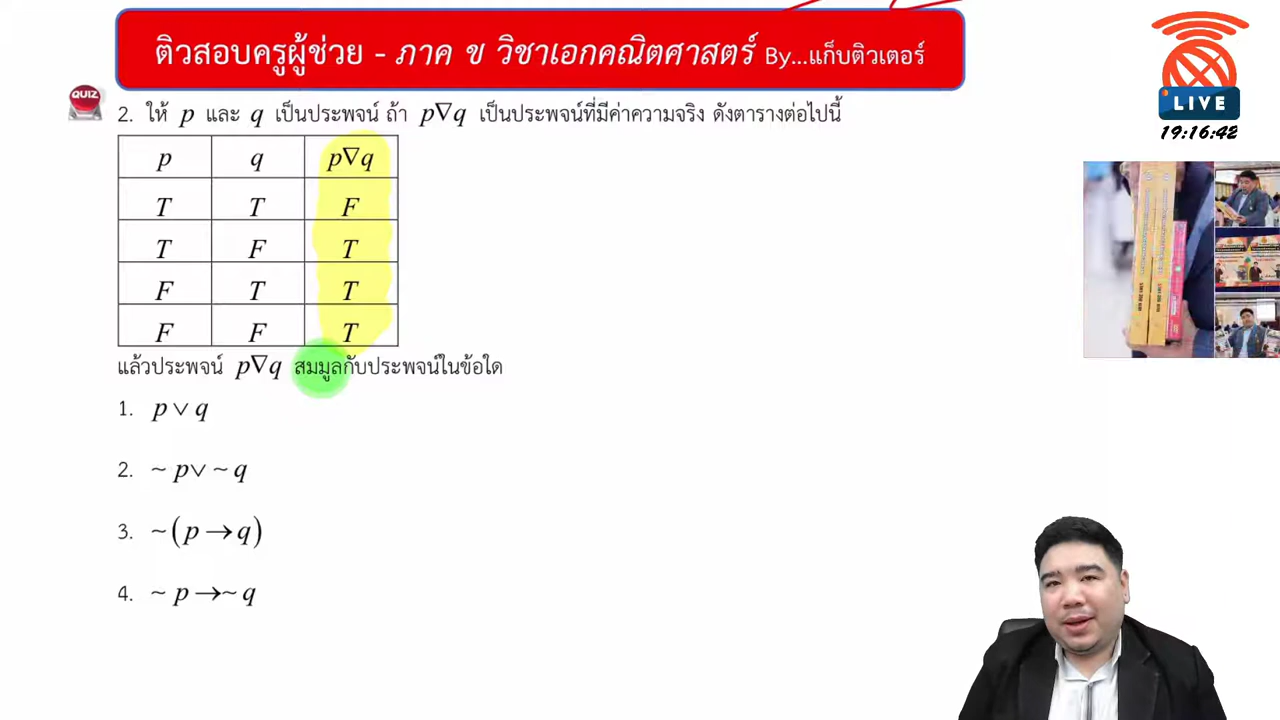 ติวสอบครูผู้ช่วย - ภาค ข วิชาเอกคณิตศาสตร์ By...แก็บติวเตอร์
LIVE
19:16:42
QUIZ
2. ให้ p และ q เป็นประพจน์ ถ้า p∇q เป็นประพจน์ที่มีค่าความจริง ดังตารางต่อไปนี้
p q p∇q
T T F
T F T
F T T
F F T
แล้วประพจน์ p∇q สมมูลกับประพจน์ในข้อใด
1. p ∨ q
2. ~ p ∨ ~ q
3. ~ (p → q)
4. ~ p →~ q